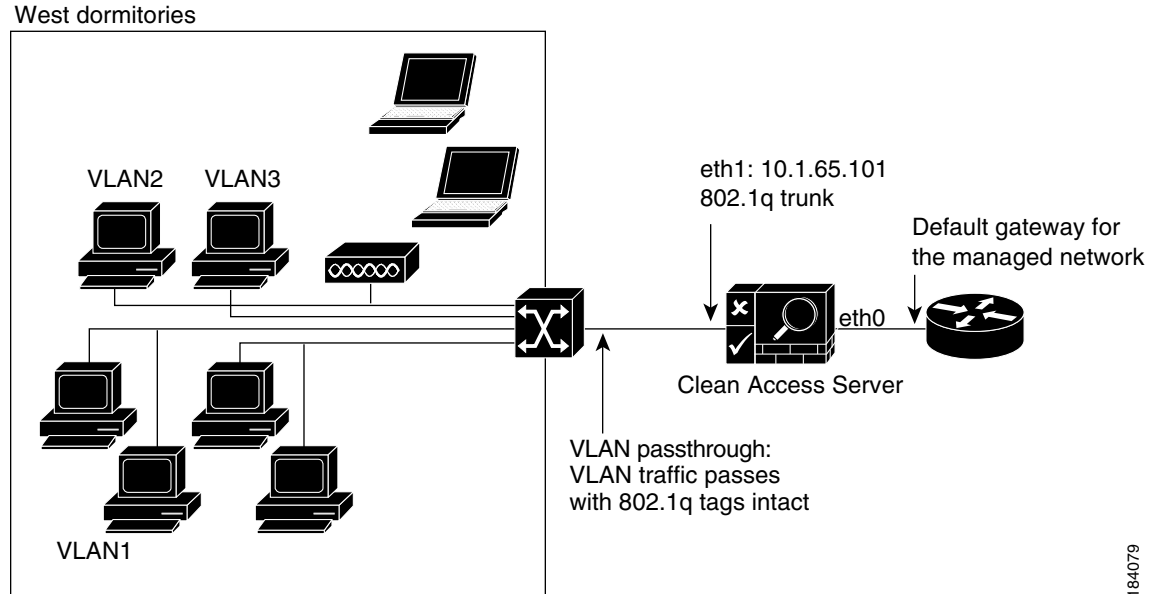 West dormitories
VLAN2
VLAN3
eth1: 10.1.65.101
802.1q trunk
Default gateway for
the managed network
eth0
Clean Access Server
VLAN passthrough:
VLAN traffic passes
with 802.1q tags intact
VLAN1
184079